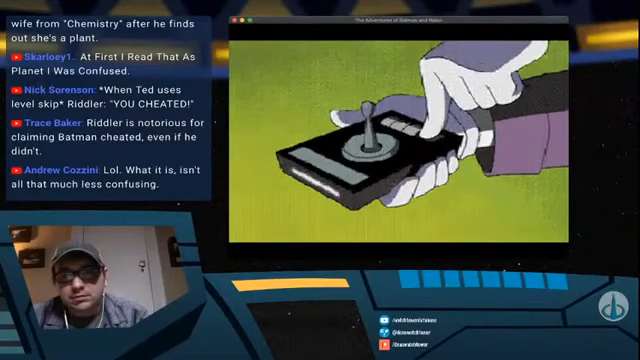 The Adventures of Batman and Robin
wife from "Chemistry" after he finds
out she's a plant.
Skarloey1. At First I Read That As
Planet I Was Confused.
Nick Sorenson: *When Ted uses
level skip* Riddler: "YOU CHEATED!"
Trace Baker: Riddler is notorious for
claiming Batman cheated, even if he
didn't.
Andrew Cozzini: Lol. What it is, isn't
all that much less confusing.